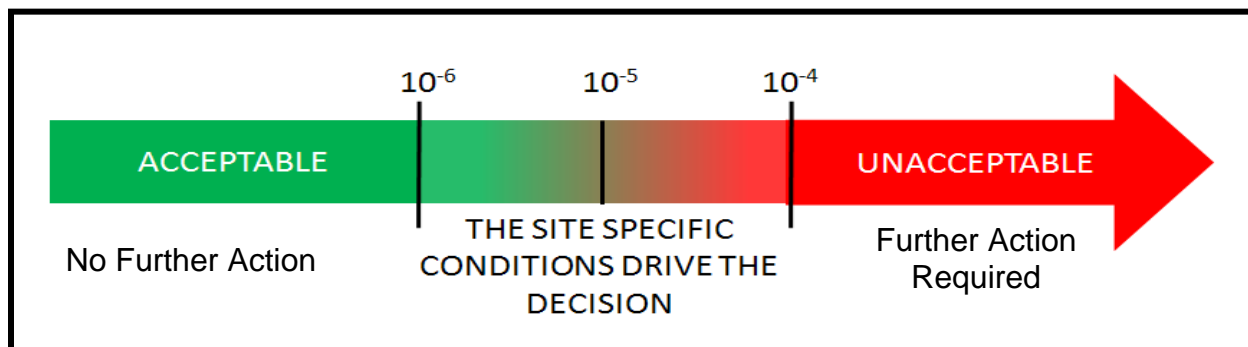 10-6 10-5 10-4
ACCEPTABLE UNACCEPTABLE
No Further Action
THE SITE SPECIFIC
CONDITIONS DRIVE THE
DECISION
Further Action
Required